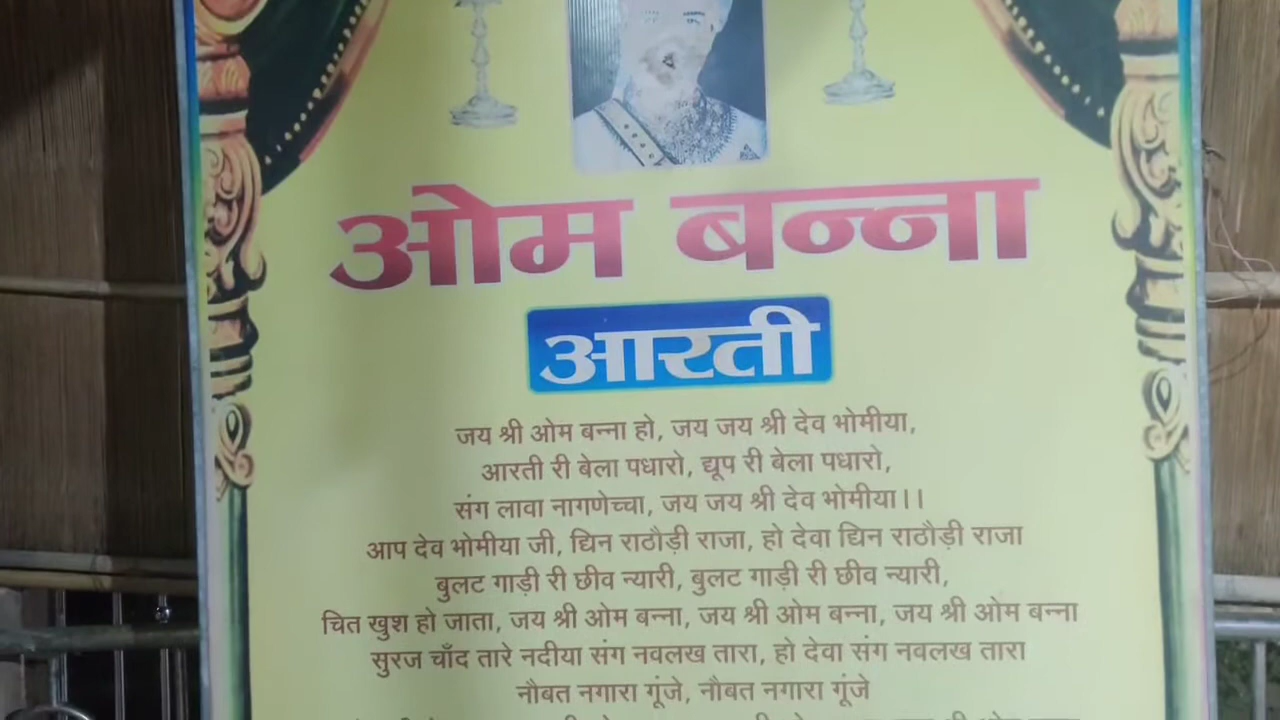 ओम बन्ना
आरती
जय श्री ओम बन्ना हो, जय जय श्री देव भोमीया,
आरती री बेला पधारो, द्यूप री बेला पधारो,
संग लावा नागणेच्चा, जय जय श्री देव भोमीया।।
आप देव भोमीया जी, द्यिन राठौड़ी राजा, हो देवा द्यिन राठौड़ी राजा
बुलट गाड़ी री छीव न्यारी, बुलट गाड़ी री छीव न्यारी,
चित खुश हो जाता, जय श्री ओम बन्ना, जय श्री ओम बन्ना, जय श्री ओम बन्ना
सुरज चाँद तारे नदीया संग नवलख तारा, हो देवा संग नवलख तारा
नौबत नगारा गूंजे, नौबत नगारा गूंजे